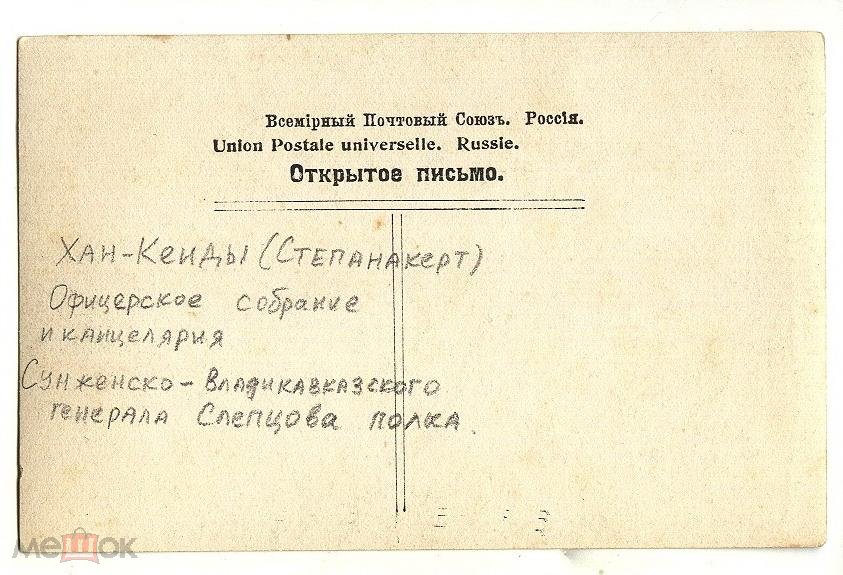 Всемірный Почтовый Союзъ. Россія.
Union Postale universelle. Russie.
Открытое письмо.
Хан-Кенды (Степанакерт)
Офицерское собрание
и канцелярия
Сунженско-Владикавказского
генерала Слепцова полка.
мешок